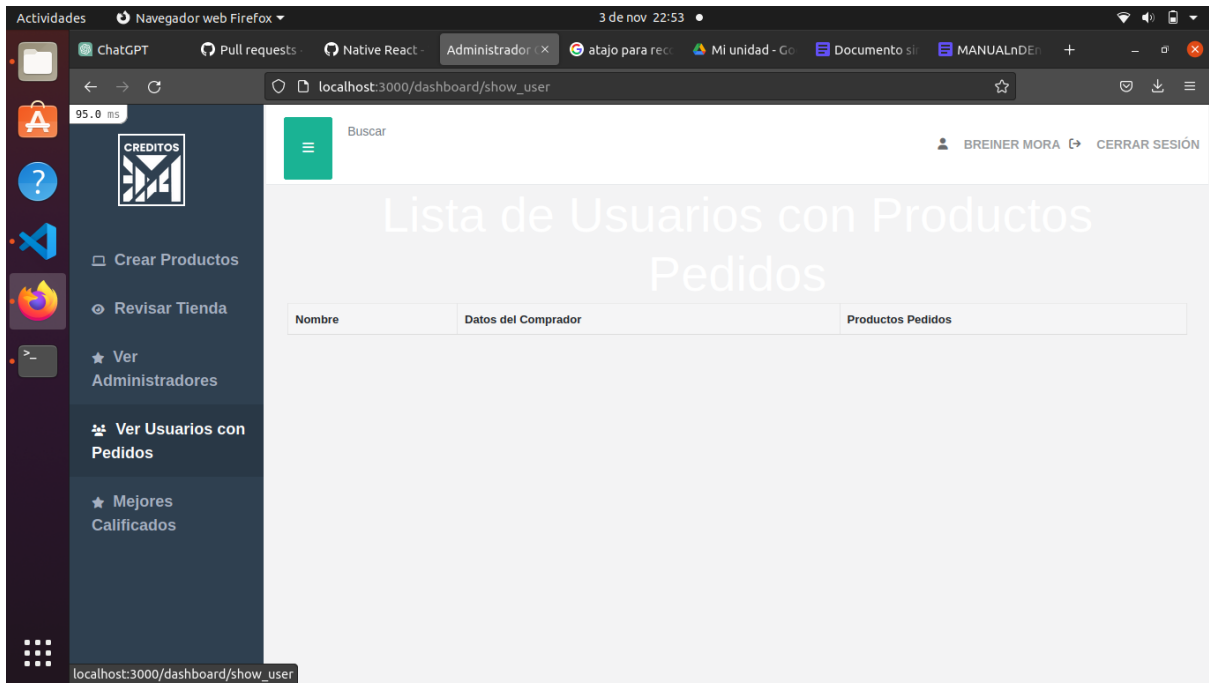 Actividades
Navegador web Firefox
3 de nov 22:53
ChatGPT
Pull requests ·
Native React ·
Administrador
atajo para reco
Mi unidad - Go
Documento sin
MANUALnDEn
localhost:3000/dashboard/show_user
95.0 ms
CREDITOS
Buscar
BREINER MORA
CERRAR SESIÓN
Lista de Usuarios con Productos
Pedidos
Crear Productos
Revisar Tienda
Ver
Administradores
Ver Usuarios con
Pedidos
Mejores
Calificados
Nombre
Datos del Comprador
Productos Pedidos
localhost:3000/dashboard/show_user